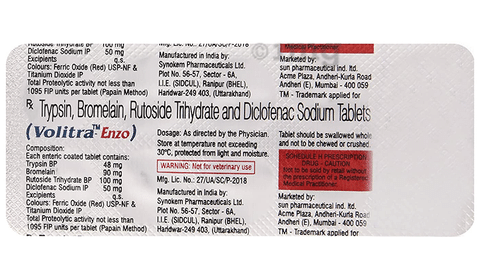 Rutoside Trihydrate BP 100 mg
Diclofenac Sodium IP 50 mg
Excipients q.s.
Colours: Ferric Oxide (Red) USP-NF &
Titanium Dioxide IP
Total Proteolytic activity not less than
1095 FIP units per tablet (Papain Method)
Mfg. Lic. No.: 27/UA/SC/P-2018
Manufactured in India by:
Synokem Pharmaceuticals Ltd.
Plot No. 56-57, Sector - 6A,
I.I.E. (SIDCUL), Ranipur (BHEL),
Haridwar-249 403, (Uttarakhand)
Medical Practitioner.
Marketed by:
sun pharmaceutical ind. ltd.
Acme Plaza, Andheri-Kurla Road
Andheri (E), Mumbai - 400 059
TM - Trademark applied for
Rx Trypsin, Bromelain, Rutoside Trihydrate and Diclofenac Sodium Tablets
(Volitra™ Enzo)
Composition:
Each enteric coated tablet contains:
Trypsin BP 48 mg
Bromelain 90 mg
Rutoside Trihydrate BP 100 mg
Diclofenac Sodium IP 50 mg
Excipients q.s.
Colours: Ferric Oxide (Red) USP-NF &
Titanium Dioxide IP
Total Proteolytic activity not less than
1095 FIP units per tablet (Papain Method)
Dosage: As directed by the Physician.
Store at temperature not exceeding
30°C, protected from light and moisture.
WARNING: Not for veterinary use
Mfg. Lic. No.: 27/UA/SC/P-2018
Manufactured in India by:
Synokem Pharmaceuticals Ltd.
Plot No. 56-57, Sector - 6A,
I.I.E. (SIDCUL), Ranipur (BHEL),
Haridwar-249 403, (Uttarakhand)
Tablet should be swallowed whole
and not to be chewed or crushed.
SCHEDULE H PRESCRIPTION
DRUG - CAUTION
Not to be sold by retail without
the prescription of a Registered
Medical Practitioner.
Marketed by:
sun pharmaceutical ind. ltd.
Acme Plaza, Andheri-Kurla Road
Andheri (E), Mumbai - 400 059
TM - Trademark applied for